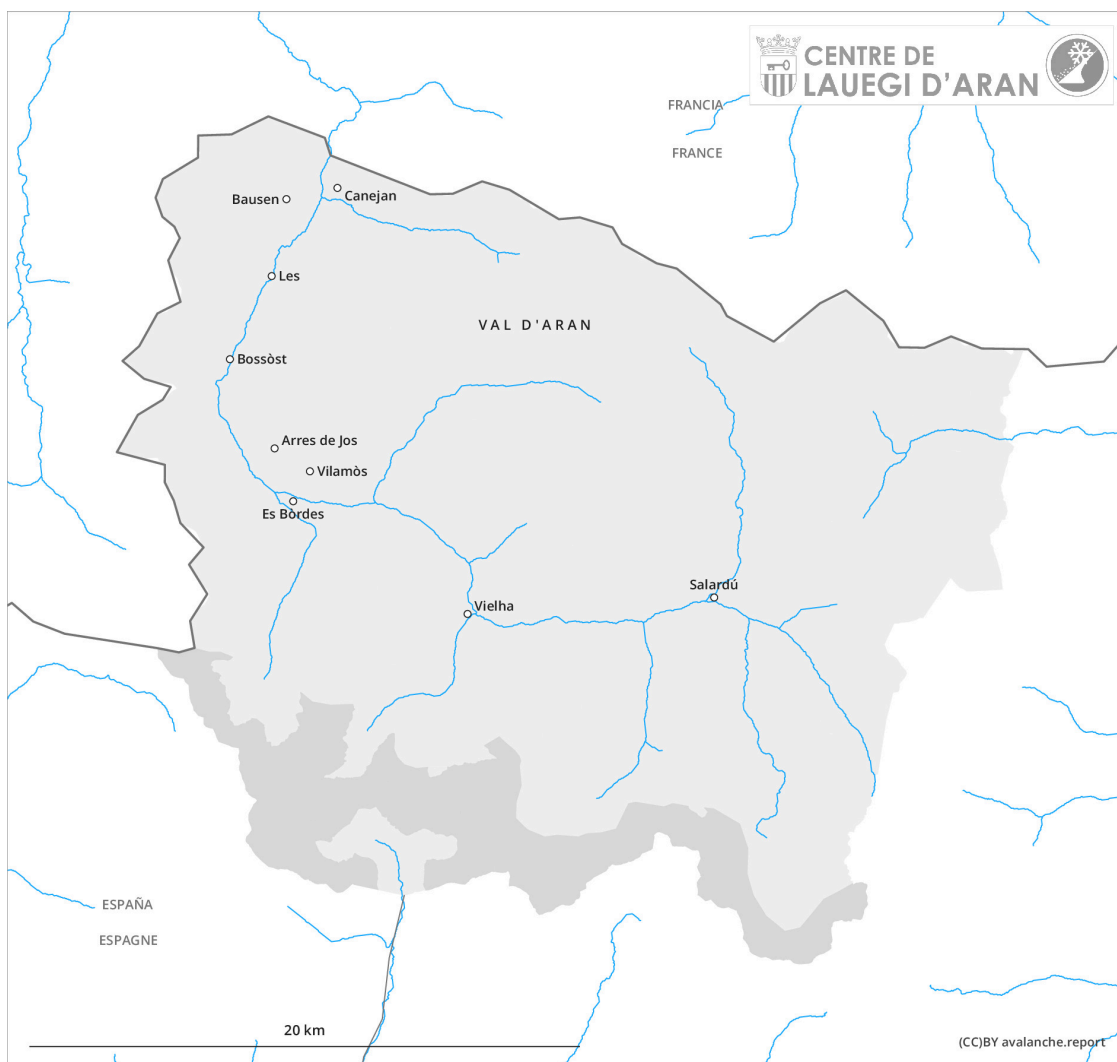 CENTRE DE
LAUEGI D'ARAN
FRANCIA
FRANCE
Bausen
Canejan
Les
VAL D'ARAN
Bossòst
Arres de Jos
Vilamòs
Es Bòrdes
Salardú
Vielha
ESPAÑA
ESPAGNE
20 km
(CC)BY avalanche.report